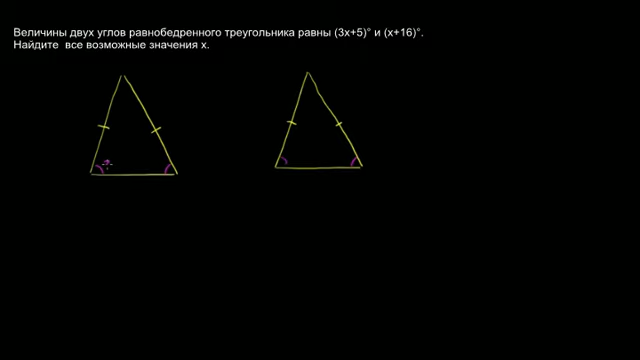 Величины двух углов равнобедренного треугольника равны (3x+5)° и (x+16)°.
Найдите все возможные значения x.